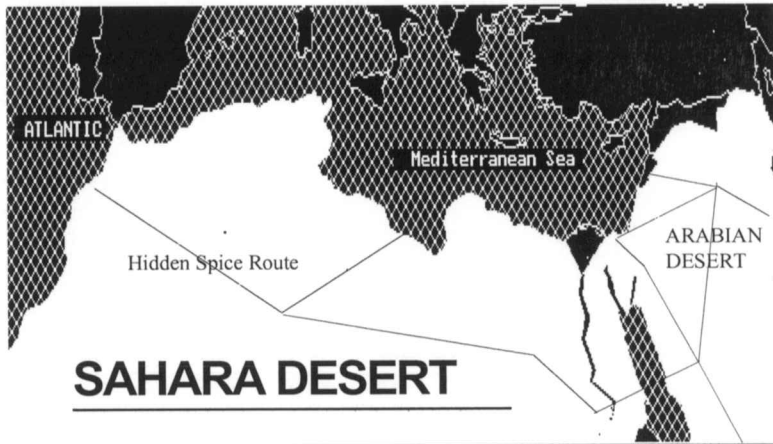 ATLANTIC
Mediterranean Sea
ARABIAN
DESERT
Hidden Spice Route
SAHARA DESERT